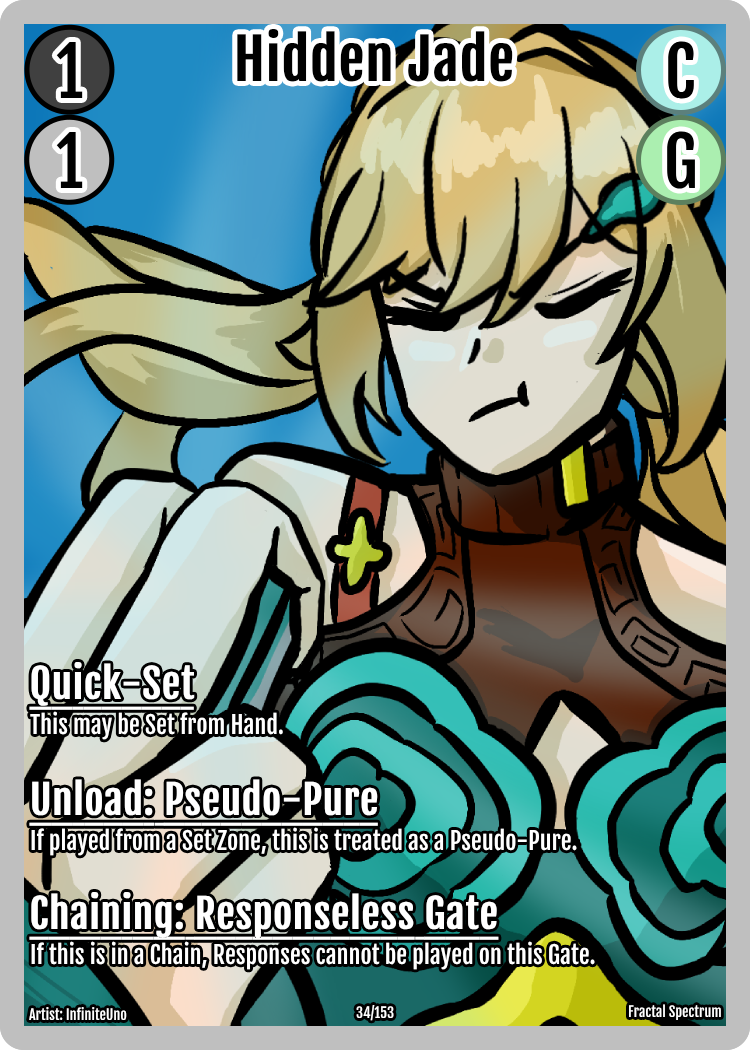 1
Hidden Jade
C
1
G
Quick-Set
This may be Set from Hand.
Unload: Pseudo-Pure
If played from a Set Zone, this is treated as a Pseudo-Pure.
Chaining: Responseless Gate
If this is in a Chain, Responses cannot be played on this Gate.
Artist: InfiniteUno
34/153
Fractal Spectrum